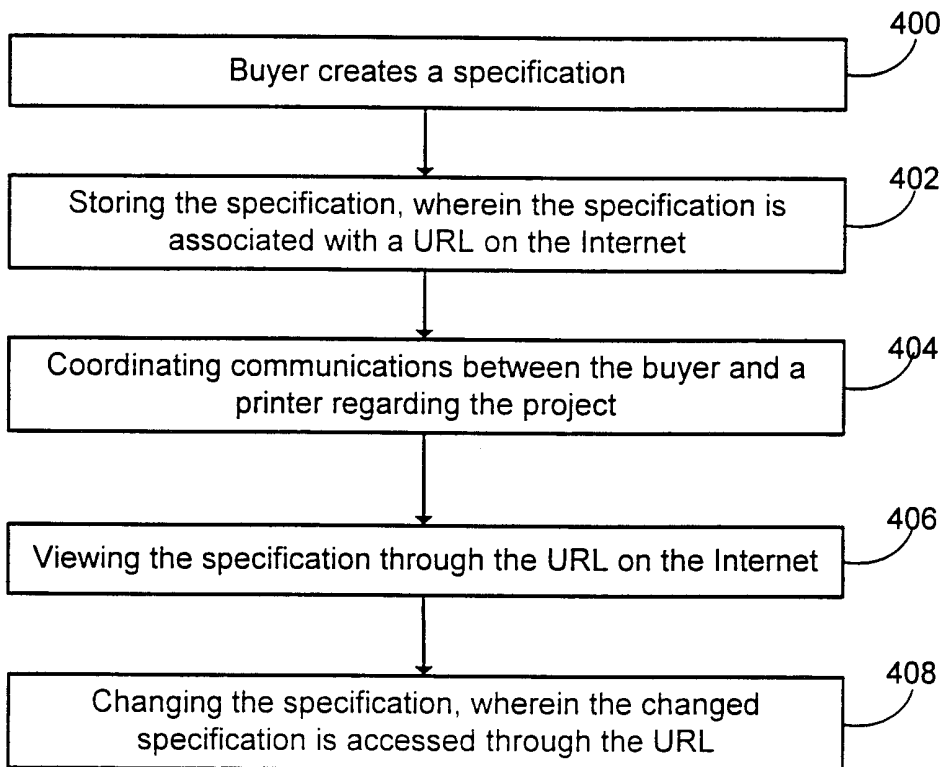 400
Buyer creates a specification
402
Storing the specification, wherein the specification is
associated with a URL on the Internet
404
Coordinating communications between the buyer and a
printer regarding the project
406
Viewing the specification through the URL on the Internet
408
Changing the specification, wherein the changed
specification is accessed through the URL